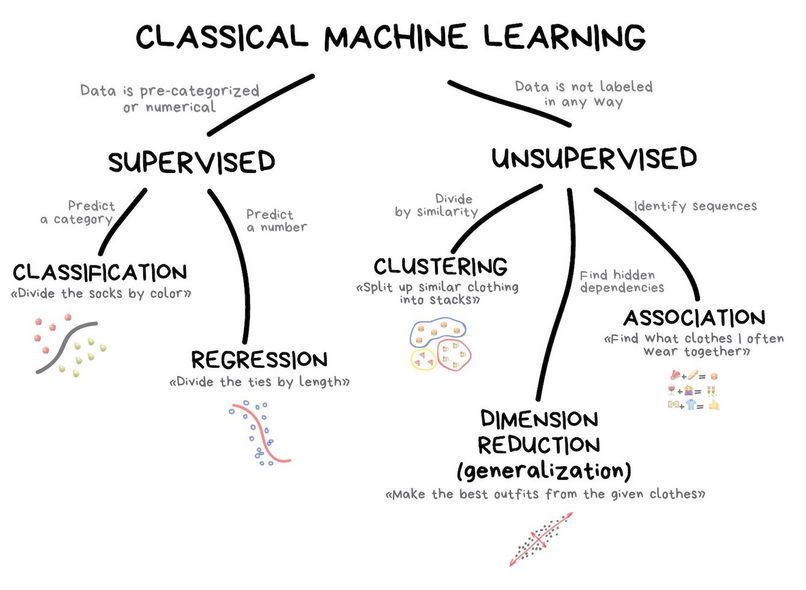 CLASSICAL MACHINE LEARNING
Data is pre-categorized
or numerical
Data is not labeled
in any way
SUPERVISED
UNSUPERVISED
Predict
a category
Predict
a number
Divide
by similarity
Identify sequences
Find hidden
dependencies
CLASSIFICATION
«Divide the socks by color»
REGRESSION
«Divide the ties by length»
CLUSTERING
«Split up similar clothing
into stacks»
ASSOCIATION
«Find what clothes I often
wear together»
DIMENSION
REDUCTION
(generalization)
«Make the best outfits from the given clothes»